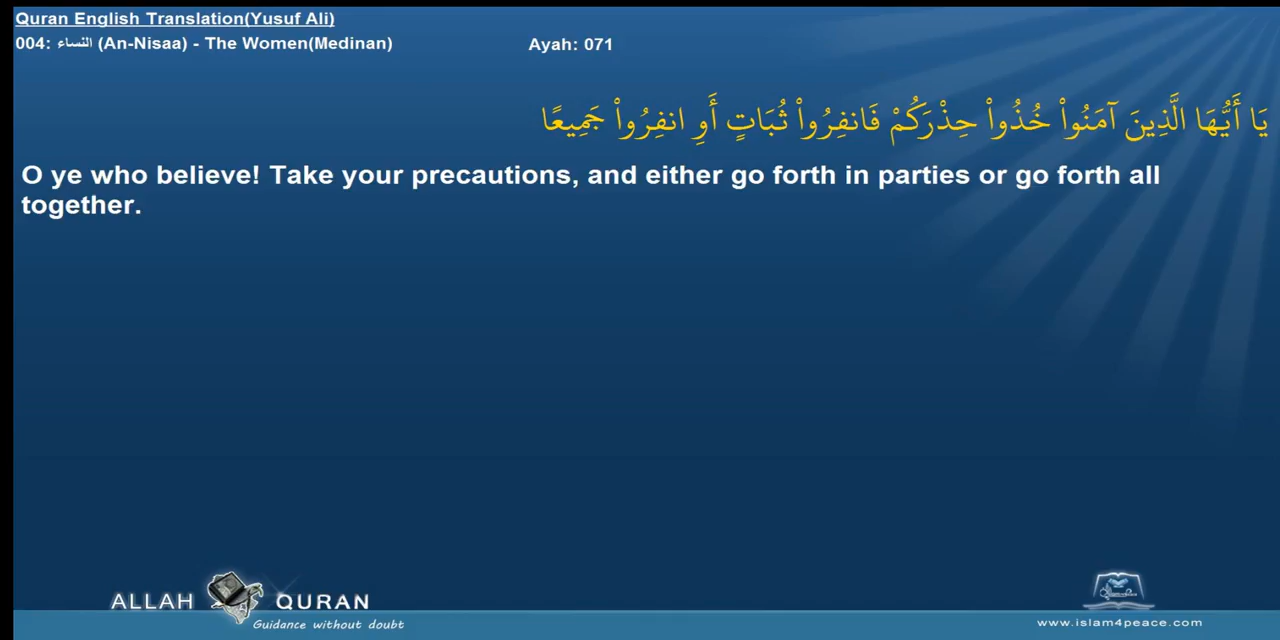 Quran English Translation(Yusuf Ali)
004: النساء (An-Nisaa) - The Women(Medinan)
Ayah: 071
يَا أَيُّهَا الَّذِينَ آمَنُواْ خُذُواْ حِذْرَكُمْ فَانفِرُواْ ثُبَاتٍ أَوِ انفِرُواْ جَمِيعًا
O ye who believe! Take your precautions, and either go forth in parties or go forth all
together.
ALLAH QURAN
Guidance without doubt
www.islam4peace.com